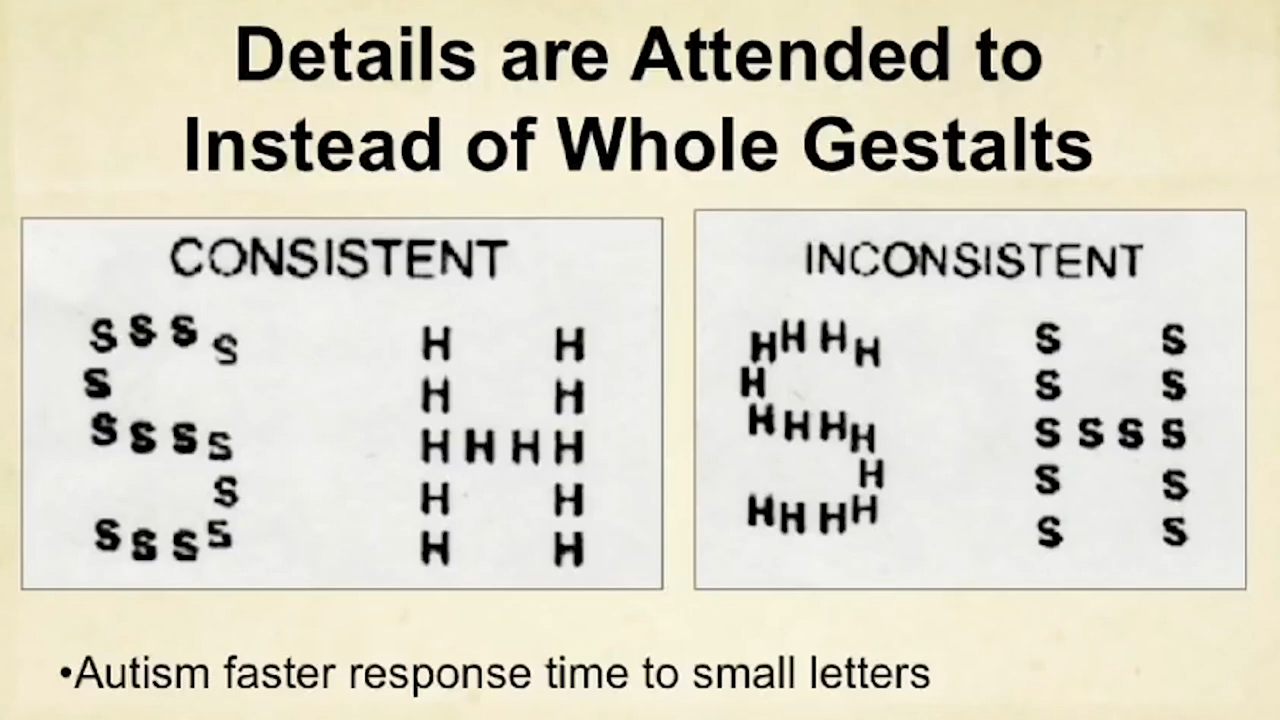 Details are Attended to
Instead of Whole Gestalts
CONSISTENT
S S S S
S
S S S S
S
S S S S
H H
H H
H H H H
H H
H H
INCONSISTENT
H H H H
H
H H H H
H
H H H H
S S
S S
S S S S
S S
S S
•Autism faster response time to small letters